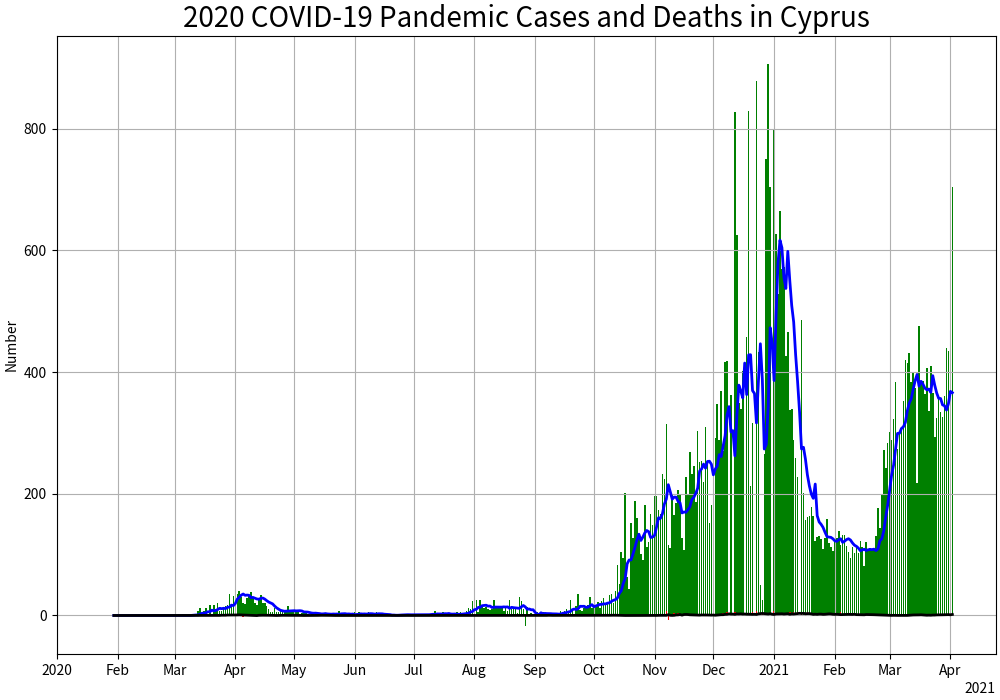 2020 COVID-19 Pandemic Cases and Deaths in Cyprus
Number
800
600
400
200
0
2020 Feb Mar Apr May Jun Jul Aug Sep Oct Nov Dec 2021 Feb Mar Apr
2021